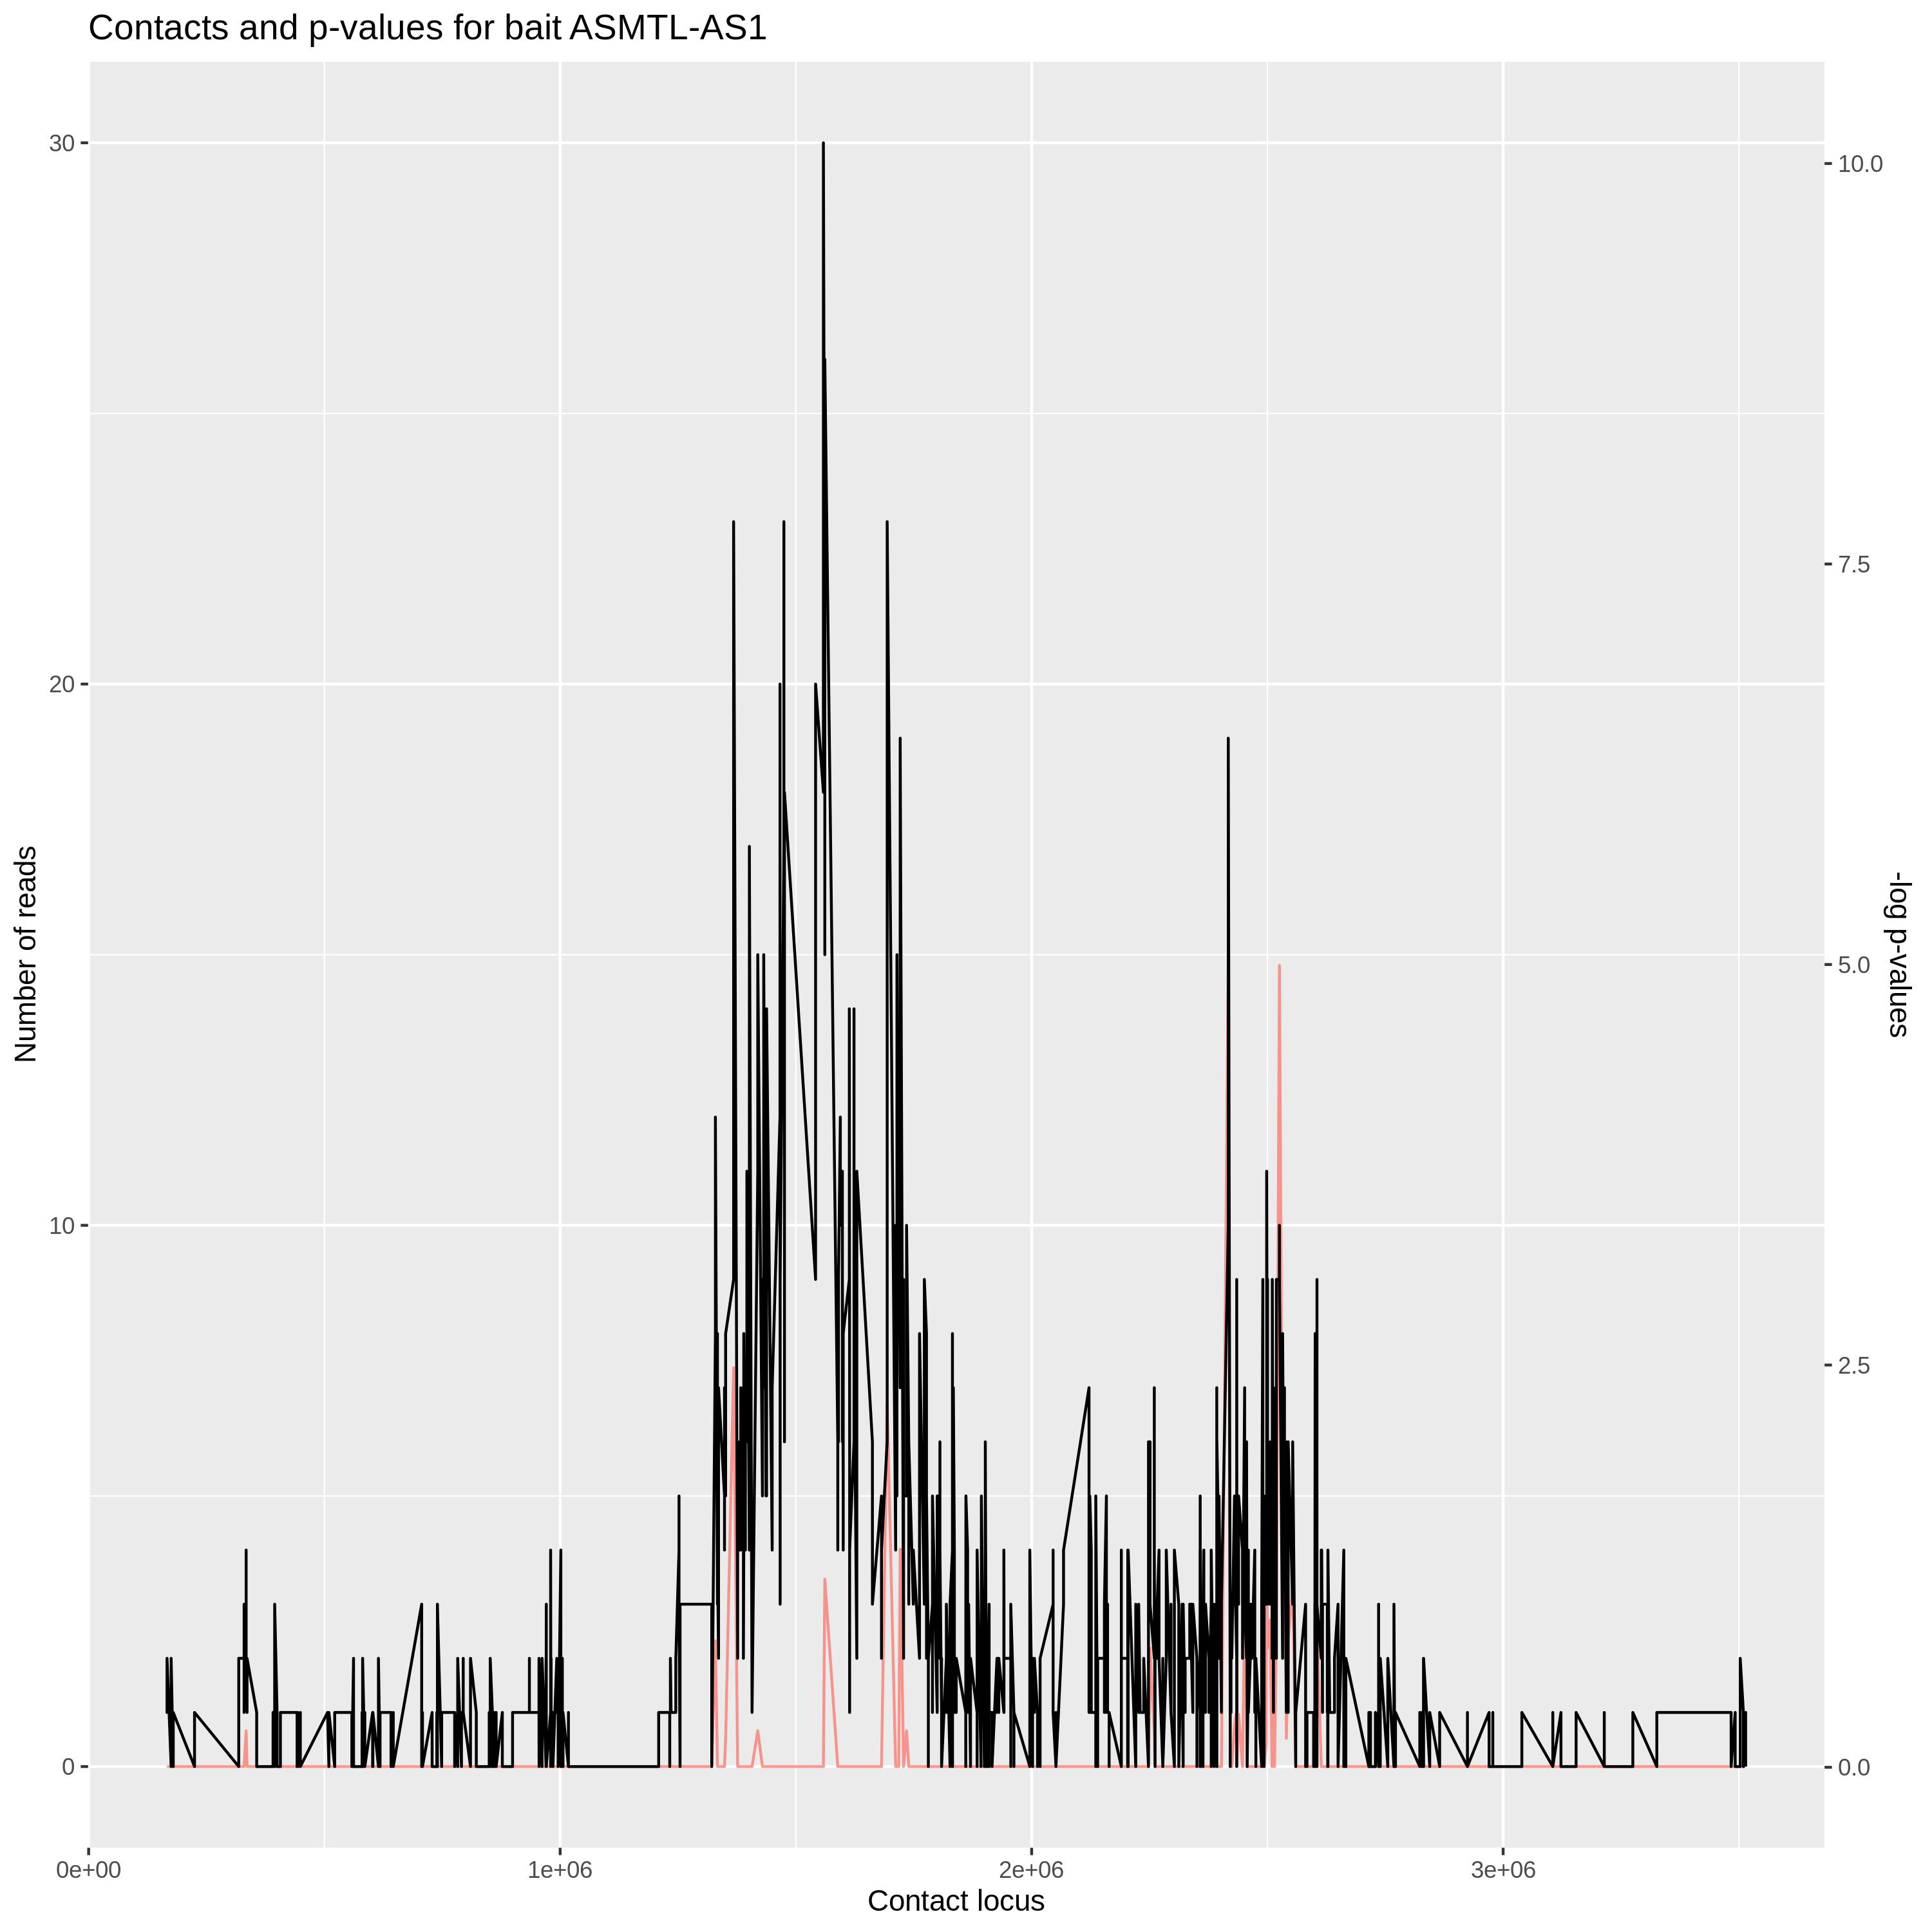 Contacts and p-values for bait ASMTL-AS1
30
20
10
0
Number of reads
10.0
7.5
5.0
2.5
0.0
-log p-values
0e+00
1e+06
2e+06
3e+06
Contact locus